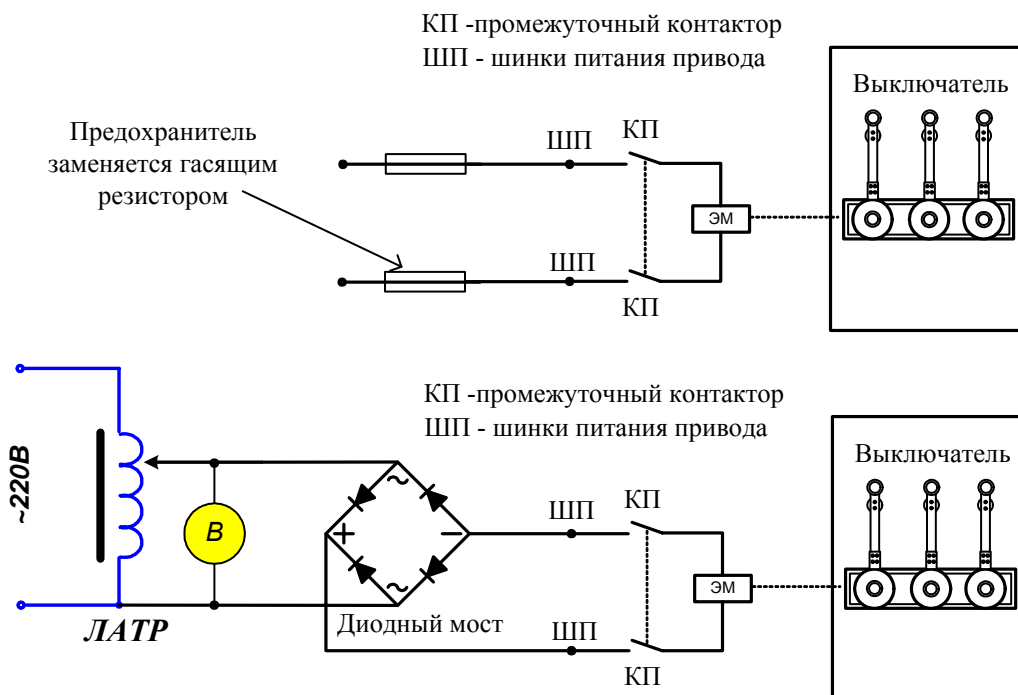 КП -промежуточный контактор
ШП - шинки питания привода
Выключатель
Предохранитель
заменяется гасящим
резистором
ШП
КП
ЭМ
ШП
КП
КП -промежуточный контактор
ШП - шинки питания привода
Выключатель
~220В
В
~
+
−
~
ШП
КП
ЭМ
Диодный мост
ЛАТР
ШП
КП